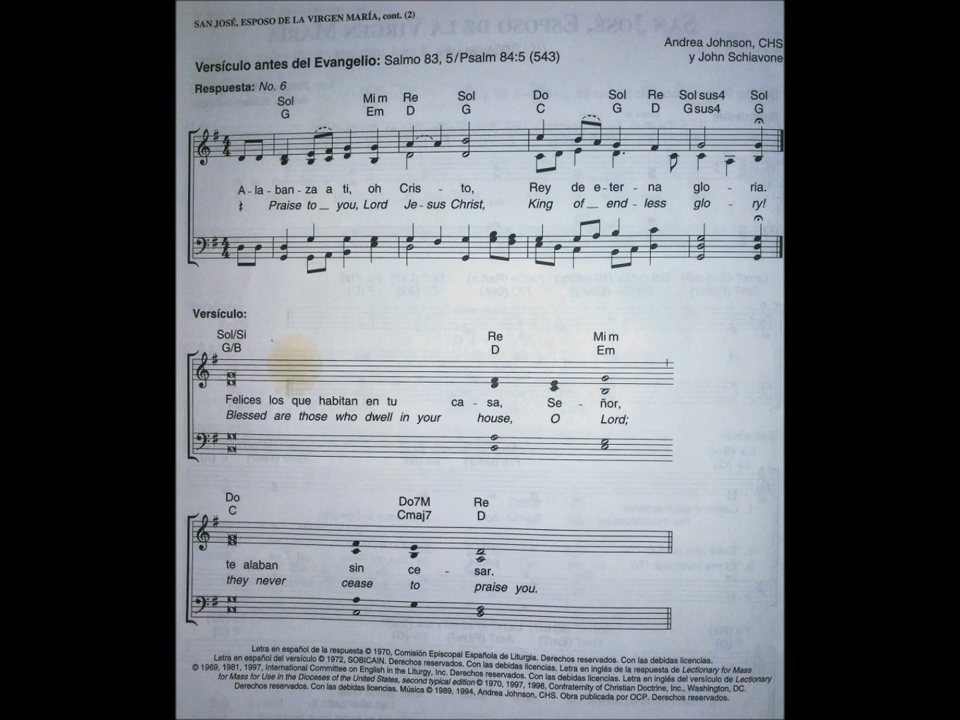 SAN JOSÉ, ESPOSO DE LA VIRGEN MARÍA, cont. (2)
Versículo antes del Evangelio: Salmo 83, 5/Psalm 84:5 (543)
Andrea Johnson, CHS
y John Schiavone
Respuesta: No. 6
Sol Mi m Re Sol Do Sol Re Sol sus4 Sol
G Em D G C G D G sus4 G
A - la - ban - za a ti, oh Cris - to, Rey de e - ter - na glo - ria.
Praise to __ you, Lord Je - sus Christ, King of __ end - less glo - ry!
Versículo:
Sol/Si Re Mi m
G/B D Em
Felices los que habitan en tu ca - sa, Se - ñor,
Blessed are those who dwell in your house, O Lord;
Do Do7M Re
C Cmaj7 D
te alaban sin ce - sar.
they never cease to praise you.
Letra en español de la respuesta © 1970, Comisión Episcopal Española de Liturgia. Derechos reservados. Con las debidas licencias.
Letra en español del versículo © 1972, SOBICAIN. Derechos reservados. Con las debidas licencias. Letra en inglés de la respuesta de Lectionary for Mass
© 1969, 1981, 1997, International Committee on English in the Liturgy, Inc. Derechos reservados. Con las debidas licencias. Letra en inglés del versículo de Lectionary
for Mass for Use in the Dioceses of the United States, second typical edition © 1970, 1997, 1998, Confraternity of Christian Doctrine, Inc., Washington, DC.
Derechos reservados. Con las debidas licencias. Música © 1989, 1994, Andrea Johnson, CHS. Obra publicada por OCP. Derechos reservados.